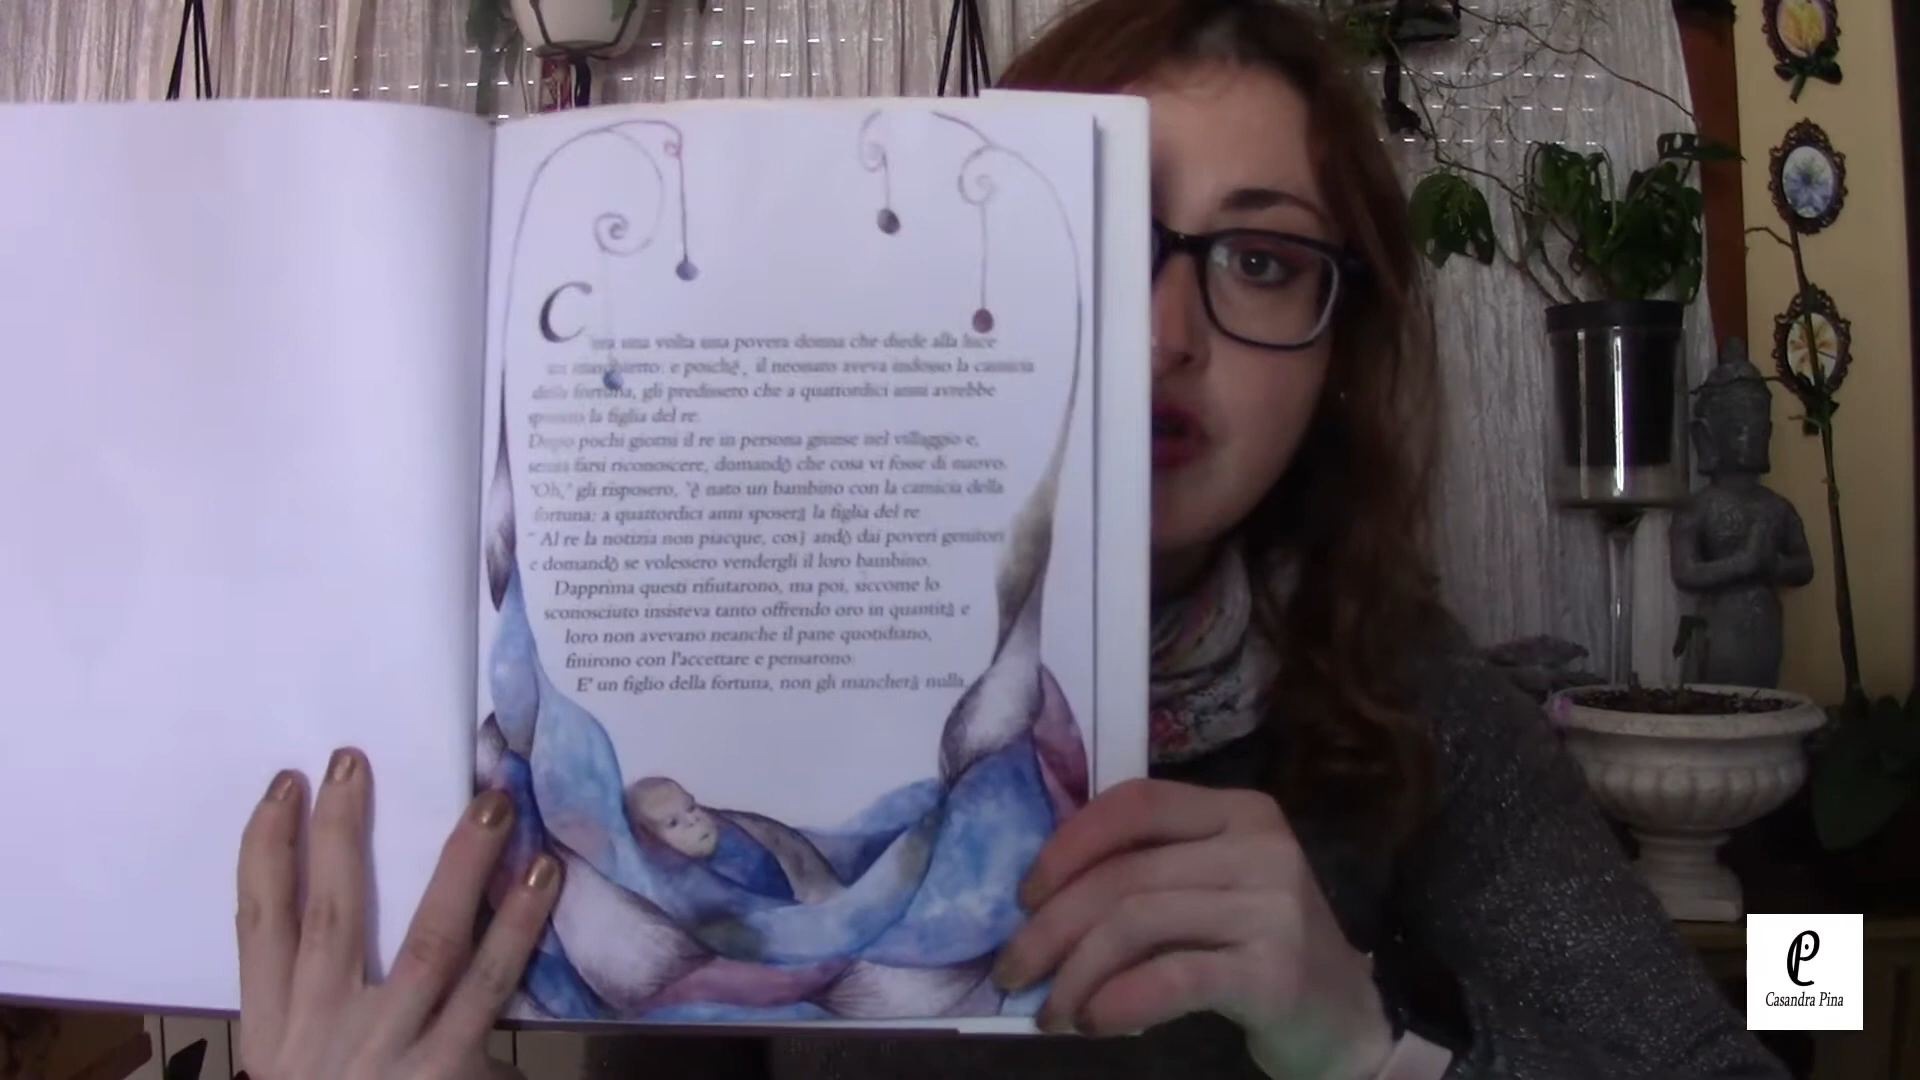 C'era una volta una povera donna che diede alla luce
un maschietto: e poichè, il neonato aveva indosso la camicia
della fortuna, gli predissero che a quattordici anni avrebbe
sposato la figlia del re.
Dopo pochi giorni il re in persona giunse nel villaggio e,
senza farsi riconoscere, domandò che cosa vi fosse di nuovo.
"Oh," gli risposero, "è nato un bambino con la camicia della
fortuna; a quattordici anni sposerà la figlia del re
" Al re la notizia non piacque, cos} andò dai poveri genitori
e domandò se volessero vendergli il loro bambino.
Dapprima questi rifiutarono, ma poi, siccome lo
sconosciuto insisteva tanto offrendo oro in quantità e
loro non avevano neanche il pane quotidiano,
finirono con l'accettare e pensarono:
E' un figlio della fortuna, non gli mancherà nulla.
Casandra Pina